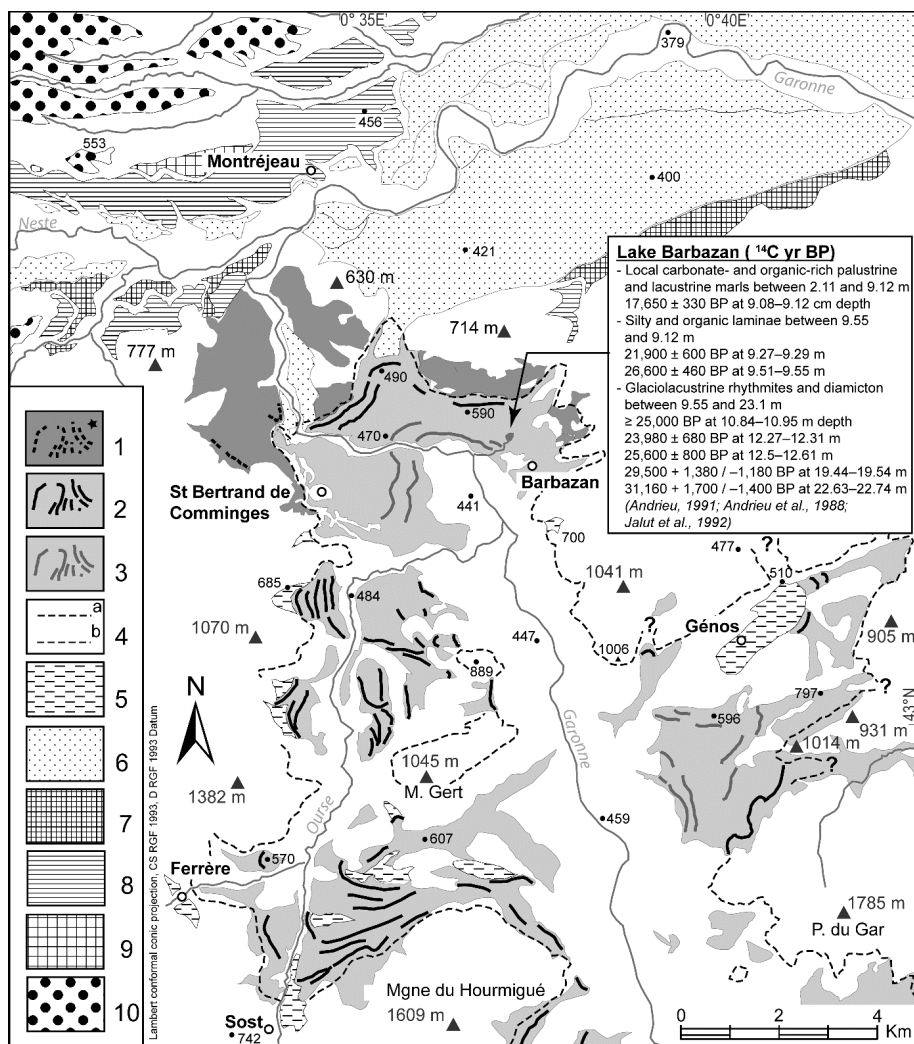 0° 35E
0° 40E
379
Garonne
456
553
Montréjeau
400
Neste
421
630 m
714 m
777 m
Lake Barbazan ( ¹⁴C yr BP)
- Local carbonate- and organic-rich palustrine
and lacustrine marls between 2.11 and 9.12 m
17,650 ± 330 BP at 9.08–9.12 cm depth
- Silty and organic laminae between 9.55
and 9.12 m
21,900 ± 600 BP at 9.27–9.29 m
26,600 ± 460 BP at 9.51–9.55 m
- Glaciolacustrine rhythmites and diamicton
between 9.55 and 23.1 m
≥ 25,000 BP at 10.84–10.95 m depth
23,980 ± 680 BP at 12.27–12.31 m
25,600 ± 800 BP at 12.5–12.61 m
29,500 + 1,380 / –1,180 BP at 19.44–19.54 m
31,160 + 1,700 / –1,400 BP at 22.63–22.74 m
(Andrieu, 1991; Andrieu et al., 1988;
Jalut et al., 1992)
490
590
470
Barbazan
St Bertrand de
Comminges
441
700
477
?
510
685
484
1041 m
1070 m
447
Génos
?
905 m
1006
889
?
797
43°N
596
931 m
1014 m
?
N
1045 m
M. Gert
Garonne
1382 m
Ourse
459
607
Ferrère
570
1785 m
P. du Gar
Mgne du Hourmigué
1609 m
Sost
742
0 2 4 Km
1
2
3
a
b
4
5
6
7
8
9
10
Lambert conformal conic projection, CS RGF 1993, D RGF 1993 Datum